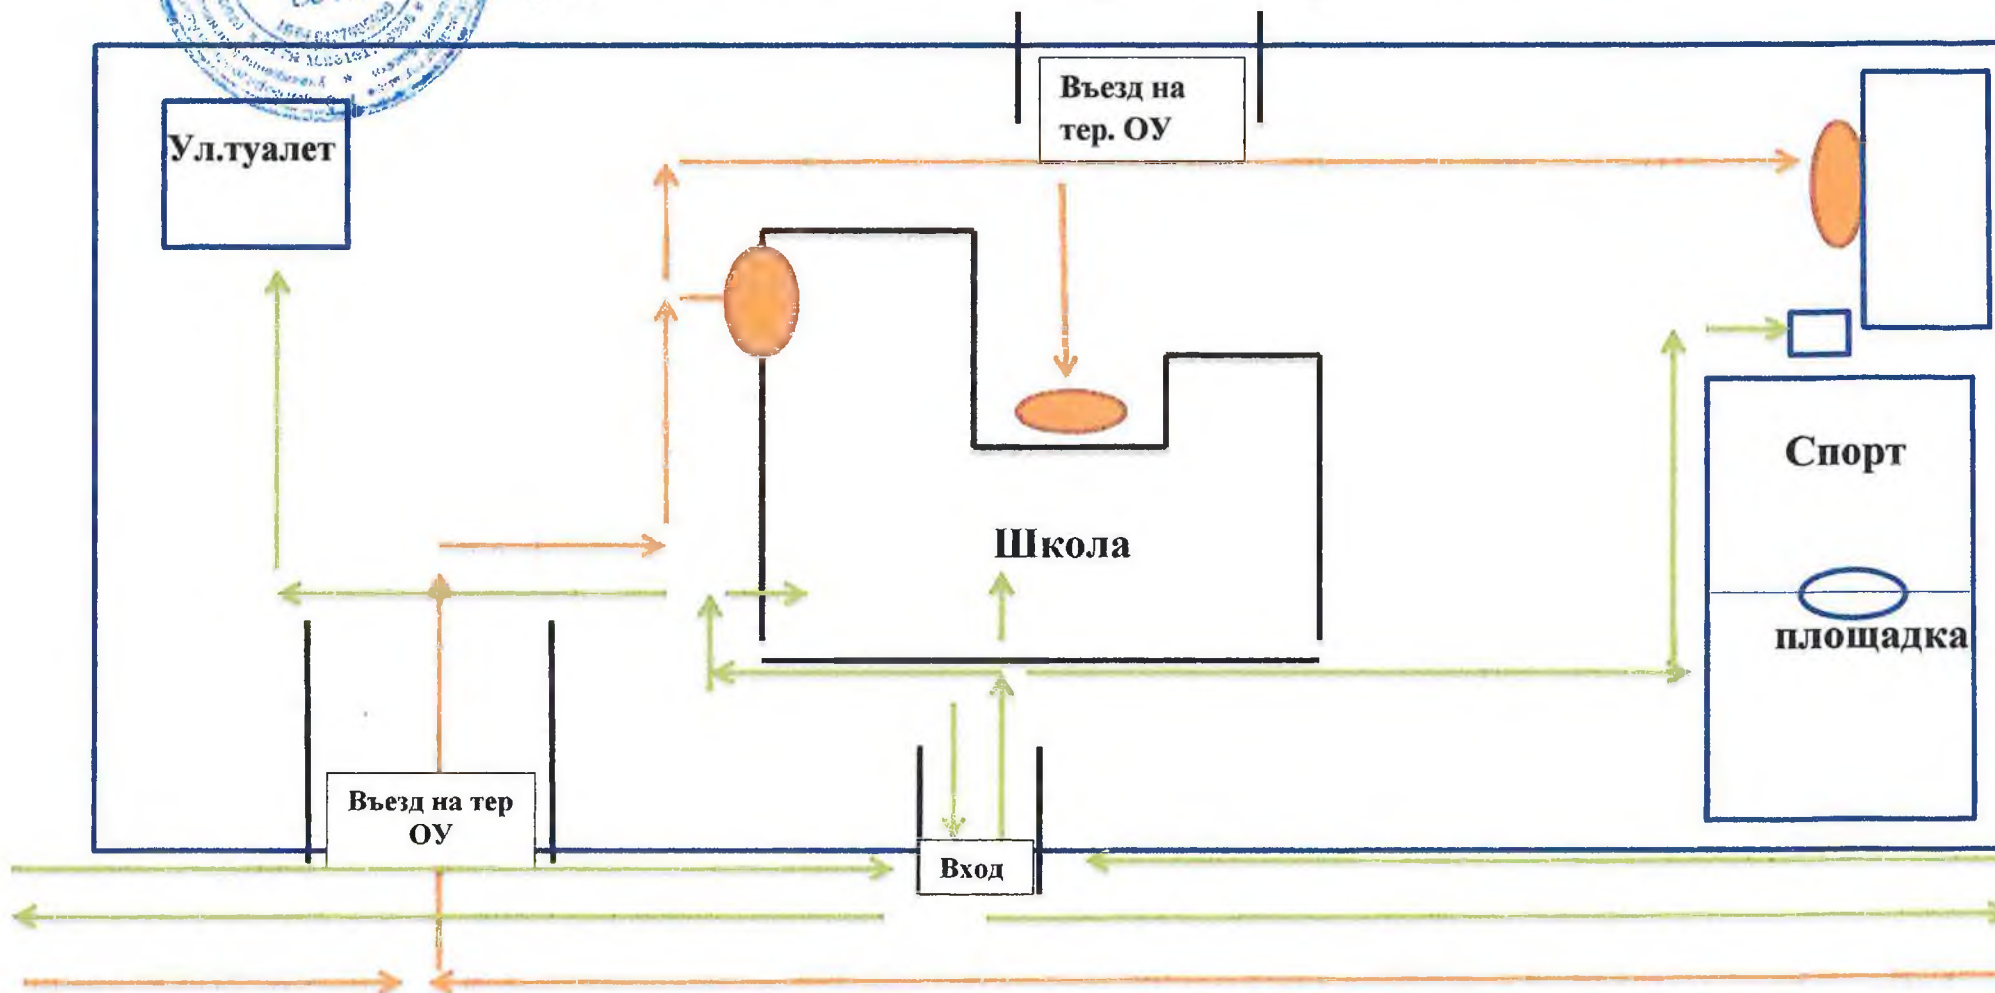 Въезд на
тер. ОУ
Ул.туалет
Спорт
Школа
площадка
Въезд на тер
ОУ
Вход